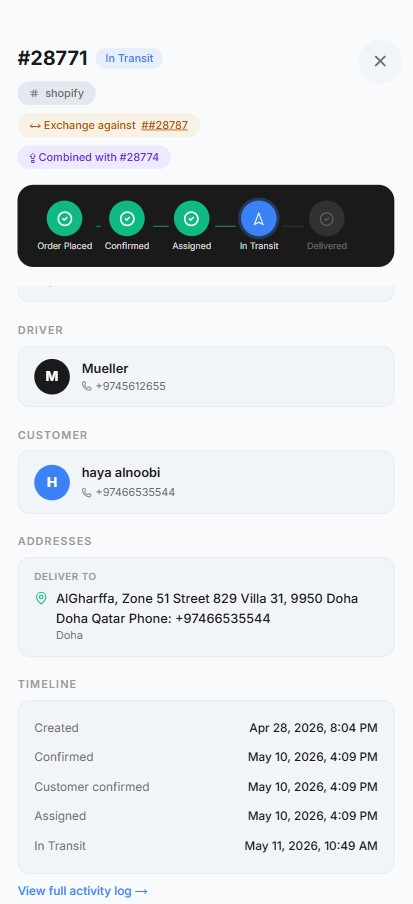 #28771 In Transit
# shopify
↔ Exchange against ##28787
Combined with #28774
Order Placed Confirmed Assigned In Transit Delivered
DRIVER
M Mueller
+9745612655
CUSTOMER
H haya alnoobi
+97466535544
ADDRESSES
DELIVER TO
AlGharffa, Zone 51 Street 829 Villa 31, 9950 Doha
Doha Qatar Phone: +97466535544
Doha
TIMELINE
Created Apr 28, 2026, 8:04 PM
Confirmed May 10, 2026, 4:09 PM
Customer confirmed May 10, 2026, 4:09 PM
Assigned May 10, 2026, 4:09 PM
In Transit May 11, 2026, 10:49 AM
View full activity log →